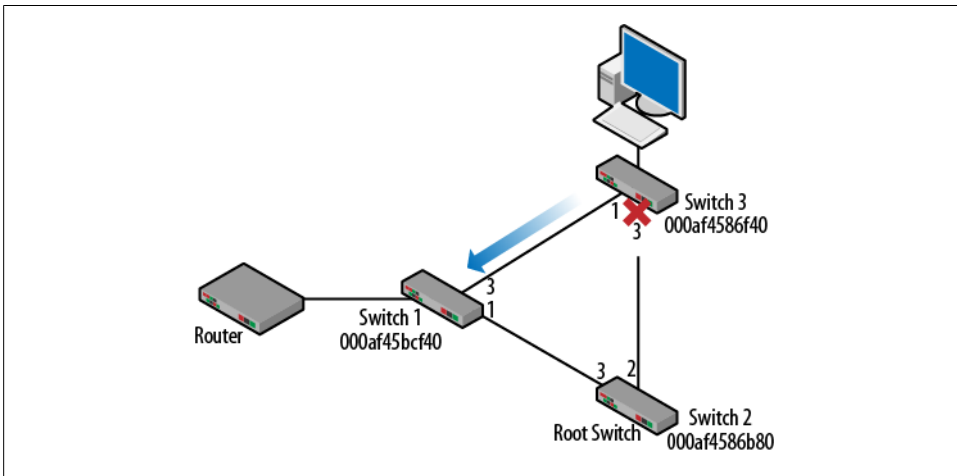 Switch 3
000af4586f40
1
3
3
1
Switch 1
000af45bcf40
Router
3
2
Root Switch
Switch 2
000af4586b80